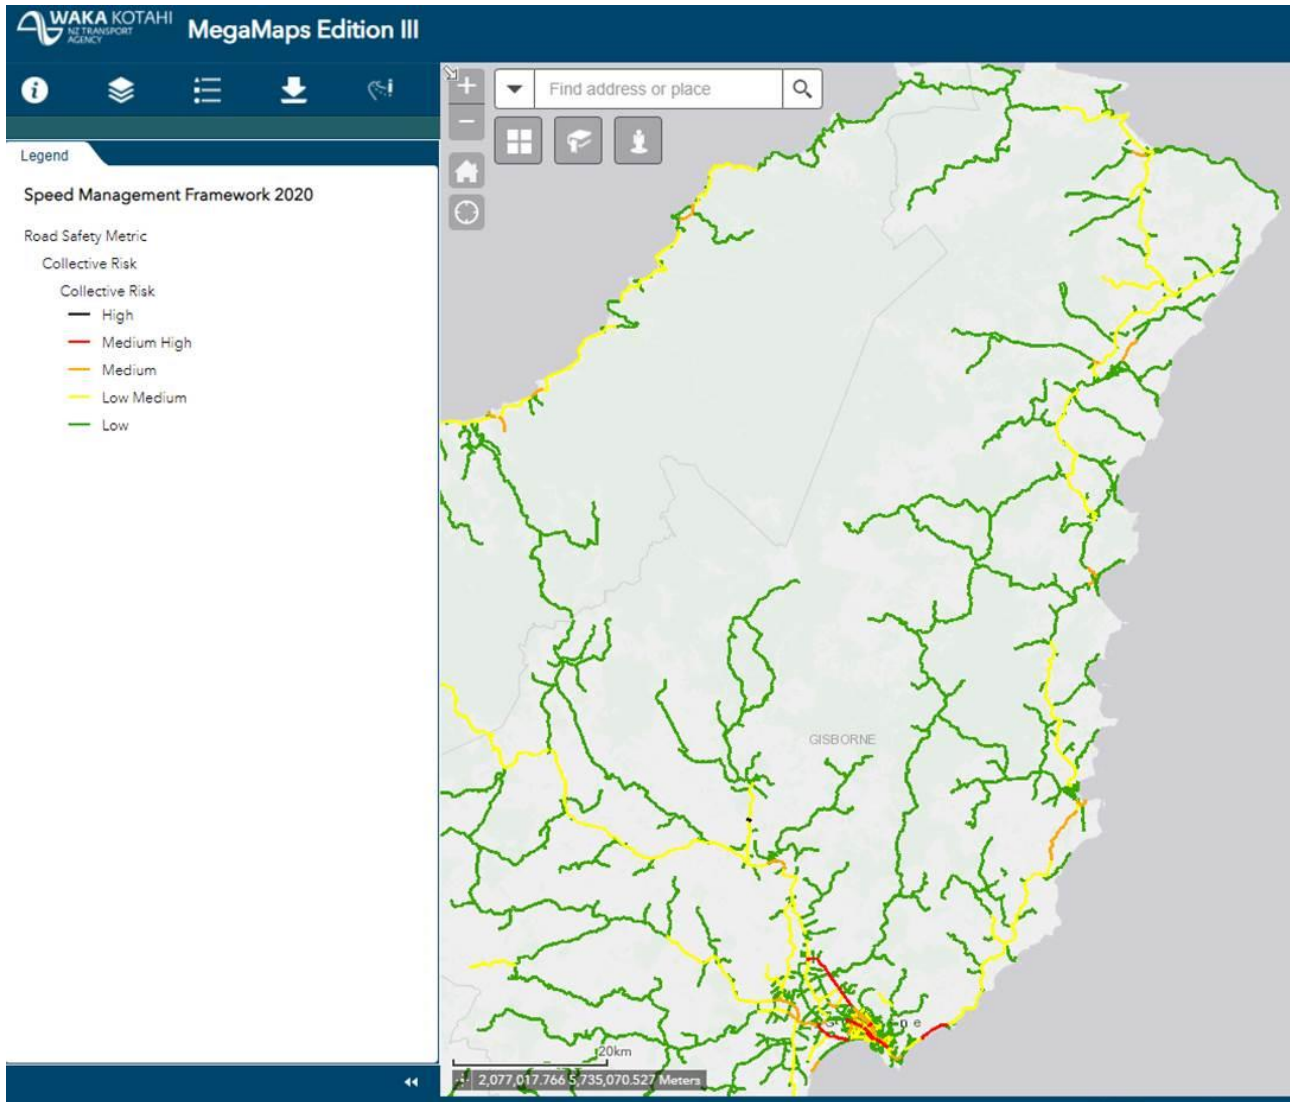 WAKA KOTAHI
NZ TRANSPORT
AGENCY
MegaMaps Edition III
Find address or place
Legend
Speed Management Framework 2020
Road Safety Metric
Collective Risk
Collective Risk
High
Medium High
Medium
Low Medium
Low
GISBORNE
20km
2,077,017.766 5,735,070.527 Meters